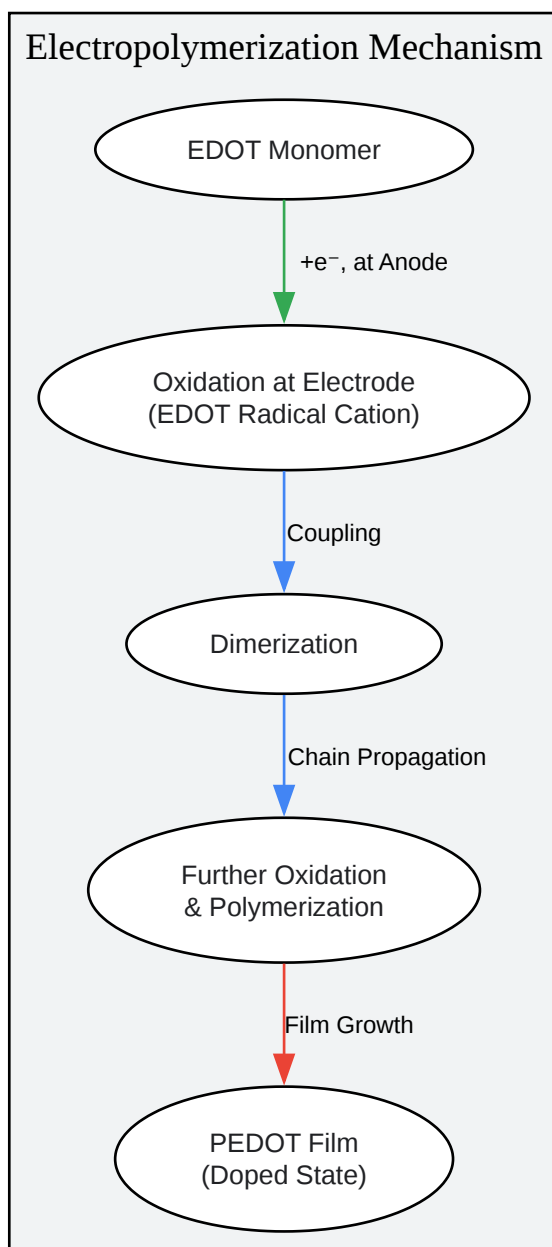 Electropolymerization Mechanism
EDOT Monomer
+e⁻, at Anode
Oxidation at Electrode
(EDOT Radical Cation)
Coupling
Dimerization
Chain Propagation
Further Oxidation
& Polymerization
Film Growth
PEDOT Film
(Doped State)